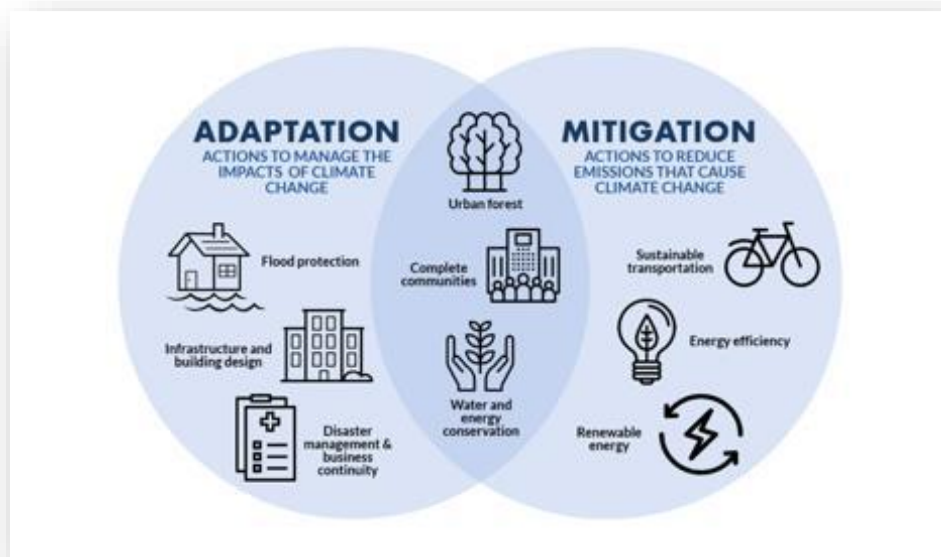 ADAPTATION
ACTIONS TO MANAGE THE
IMPACTS OF CLIMATE
CHANGE
Flood protection
Infrastructure and
building design
Disaster
management &
business
continuity
Urban forest
Complete
communities
Water and
energy
conservation
MITIGATION
ACTIONS TO REDUCE
EMISSIONS THAT CAUSE
CLIMATE CHANGE
Sustainable
transportation
Energy efficiency
Renewable
energy